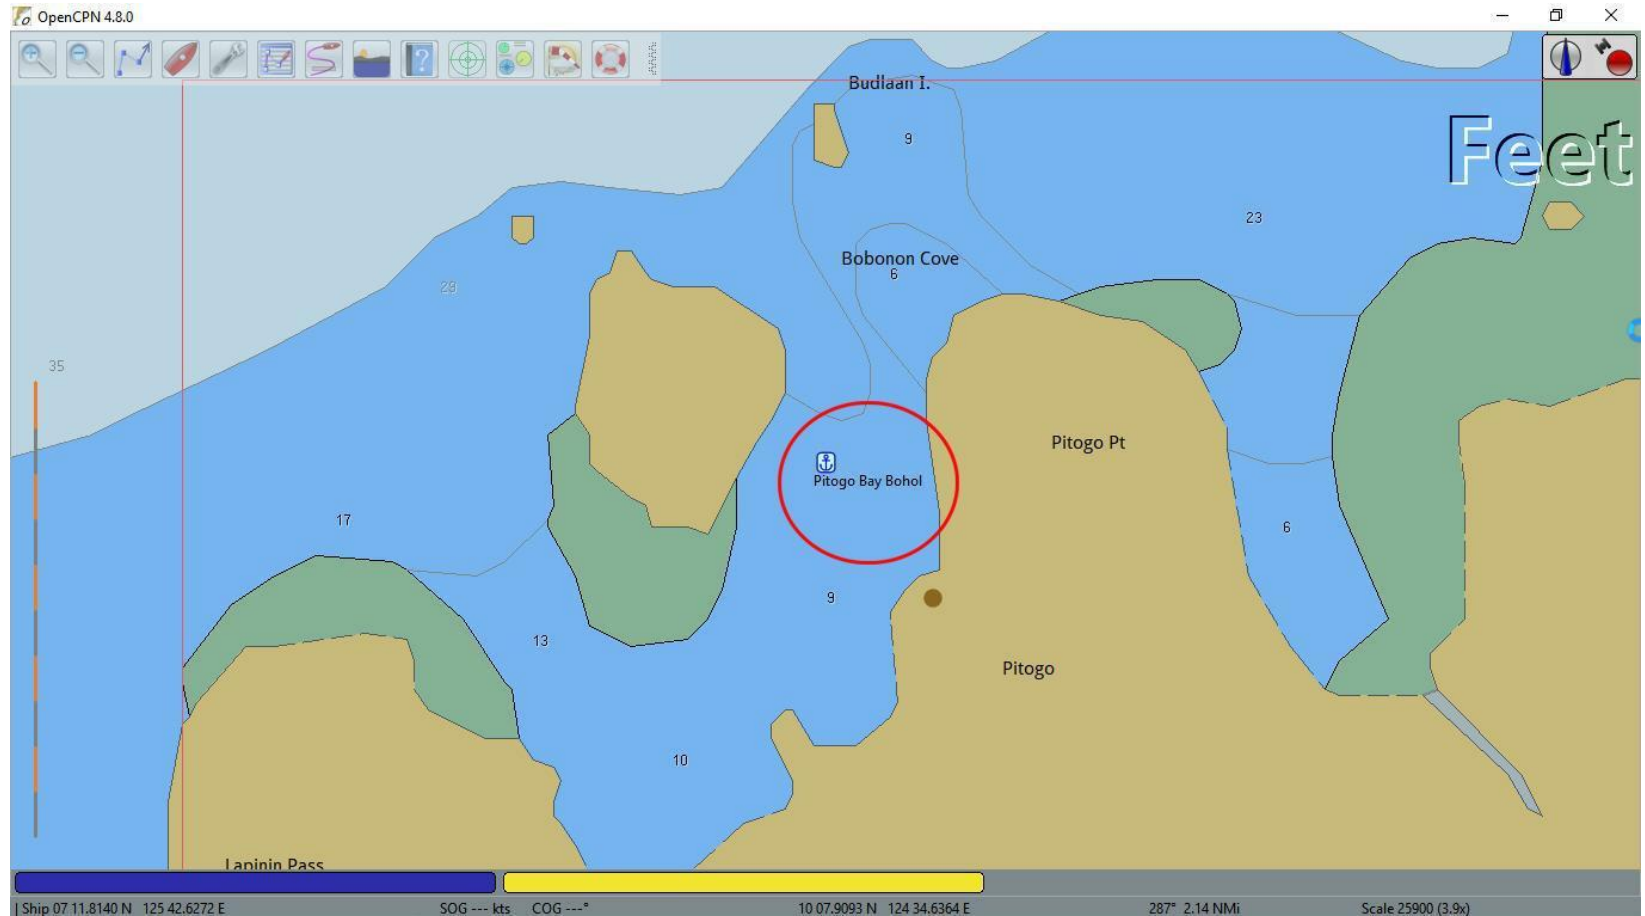 OpenCPN 4.8.0
Budlaan I.
9
Feet
23
Bobonon Cove
6
29
35
Pitogo Pt
Pitogo Bay Bohol
17
6
9
13
Pitogo
10
Lapinin Pass
| Ship 07 11.8140 N 125 42.6272 E SOG --- kts COG ---° 10 07.9093 N 124 34.6364 E 287° 2.14 NMi Scale 25900 (3.9x)